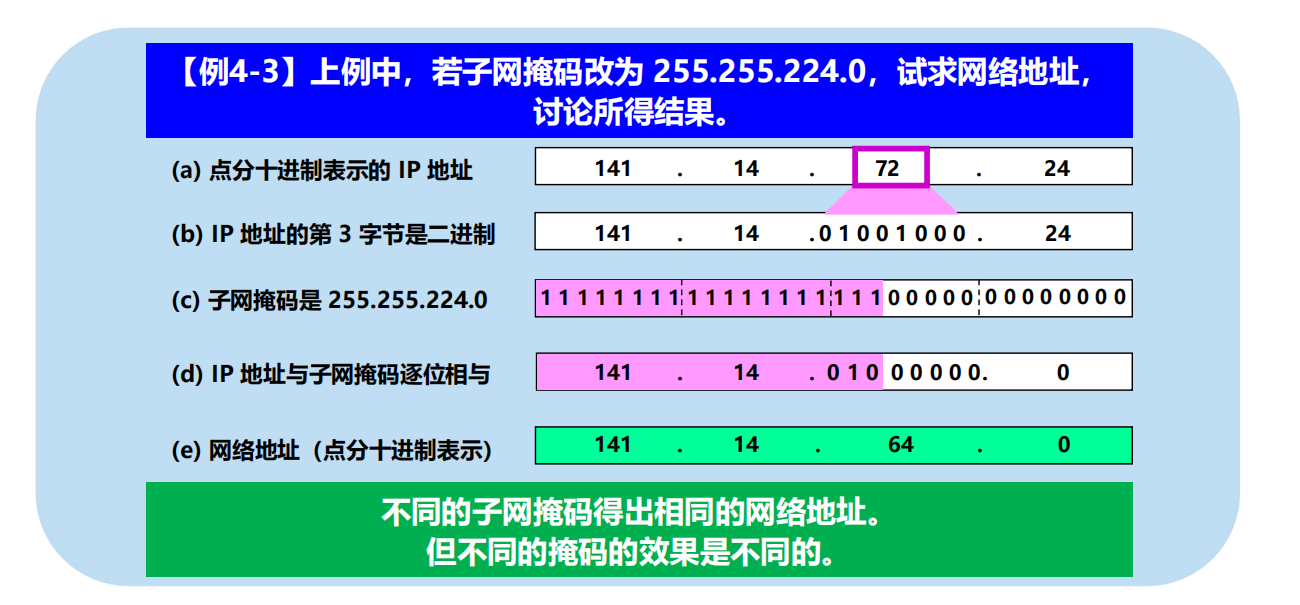 【例4-3】上例中，若子网掩码改为 255.255.224.0，试求网络地址，
讨论所得结果。
(a) 点分十进制表示的 IP 地址 141 . 14 . 72 . 24
(b) IP 地址的第 3 字节是二进制 141 . 14 .0 1 0 0 1 0 0 0 . 24
(c) 子网掩码是 255.255.224.0 1 1 1 1 1 1 1 1 1 1 1 1 1 1 1 1 1 1 1 0 0 0 0 0 0 0 0 0 0 0 0 0
(d) IP 地址与子网掩码逐位相与 141 . 14 . 0 1 0 0 0 0 0 0. 0
(e) 网络地址（点分十进制表示） 141 . 14 . 64 . 0
不同的子网掩码得出相同的网络地址。
但不同的掩码的效果是不同的。